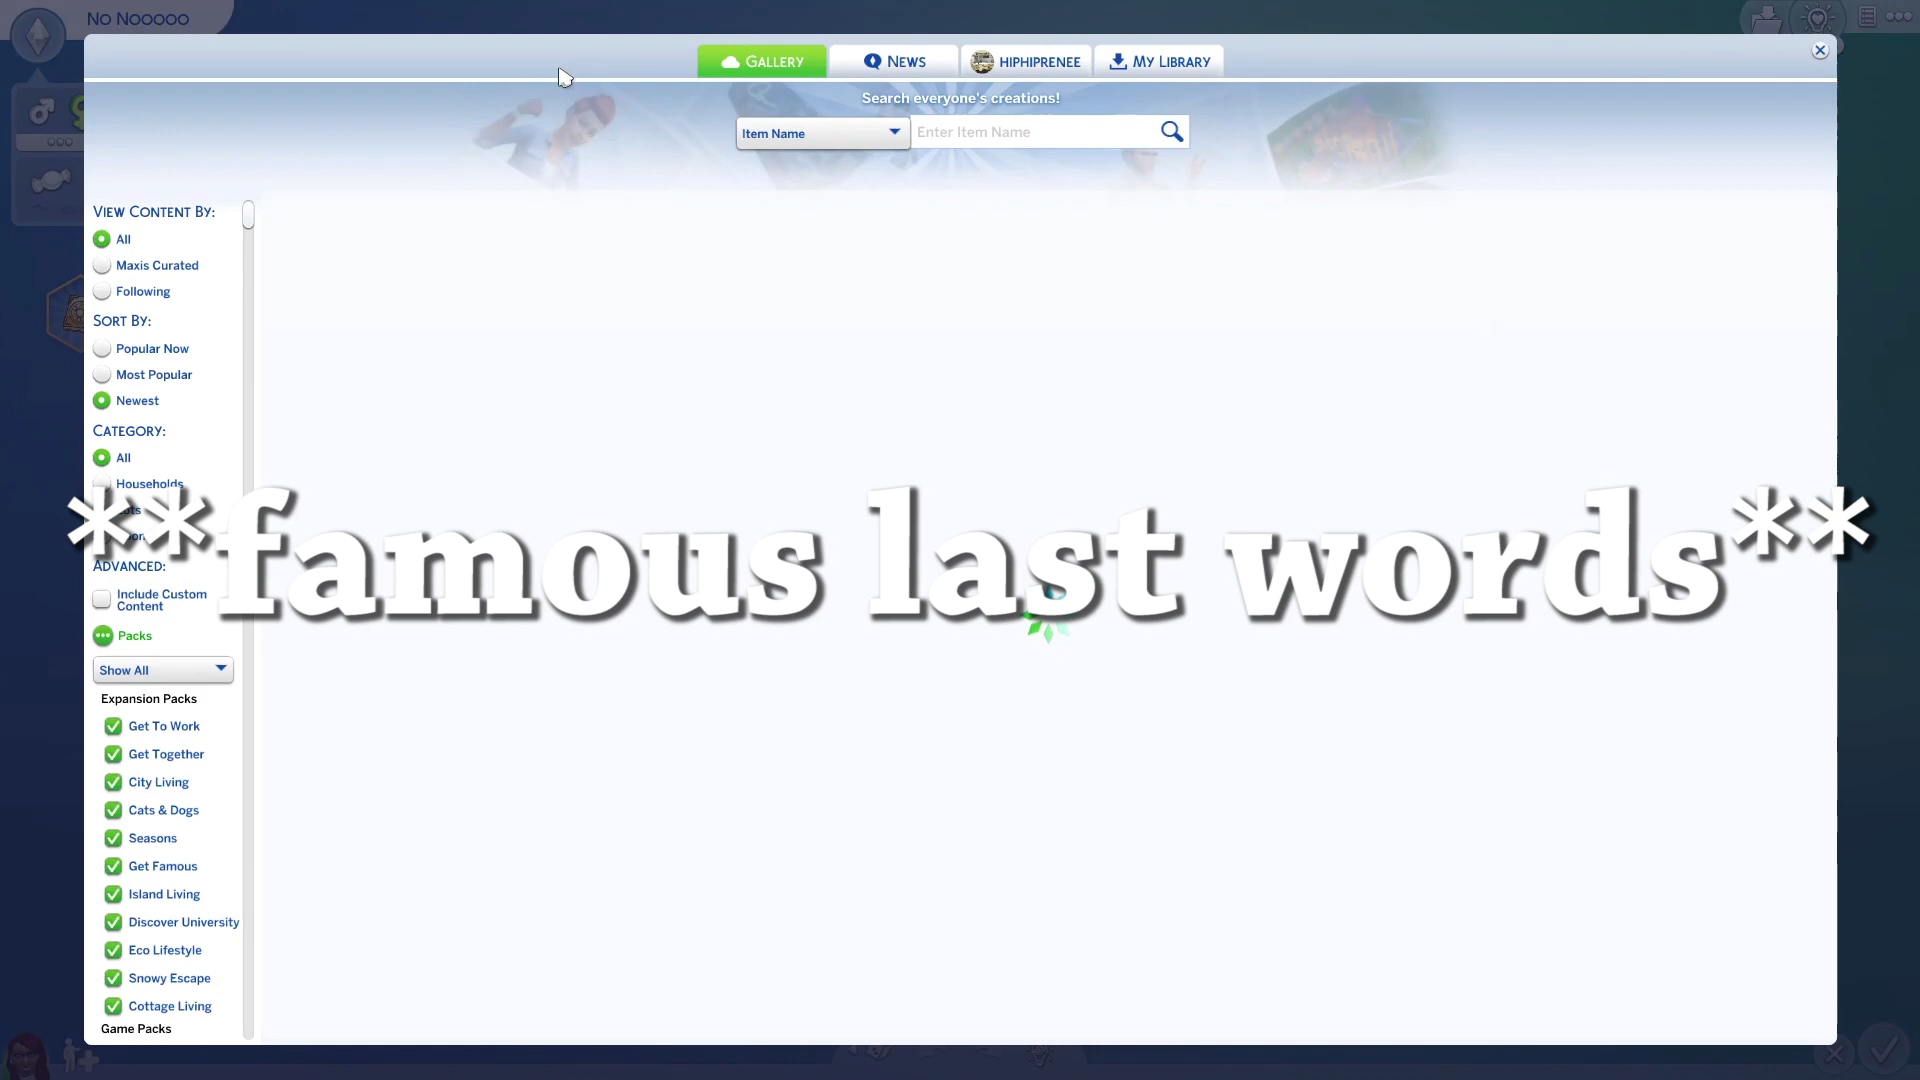 No Nooooo
Gallery
News
HIPHIPRENEE
My Library
Search everyone's creations!
Item Name
Enter Item Name
View Content By:
All
Maxis Curated
Following
Sort By:
Popular Now
Most Popular
Newest
Category:
All
Households
**famous last words**
Advanced:
Include Custom
Content
Packs
Show All
Expansion Packs
Get To Work
Get Together
City Living
Cats & Dogs
Seasons
Get Famous
Island Living
Discover University
Eco Lifestyle
Snowy Escape
Cottage Living
Game Packs